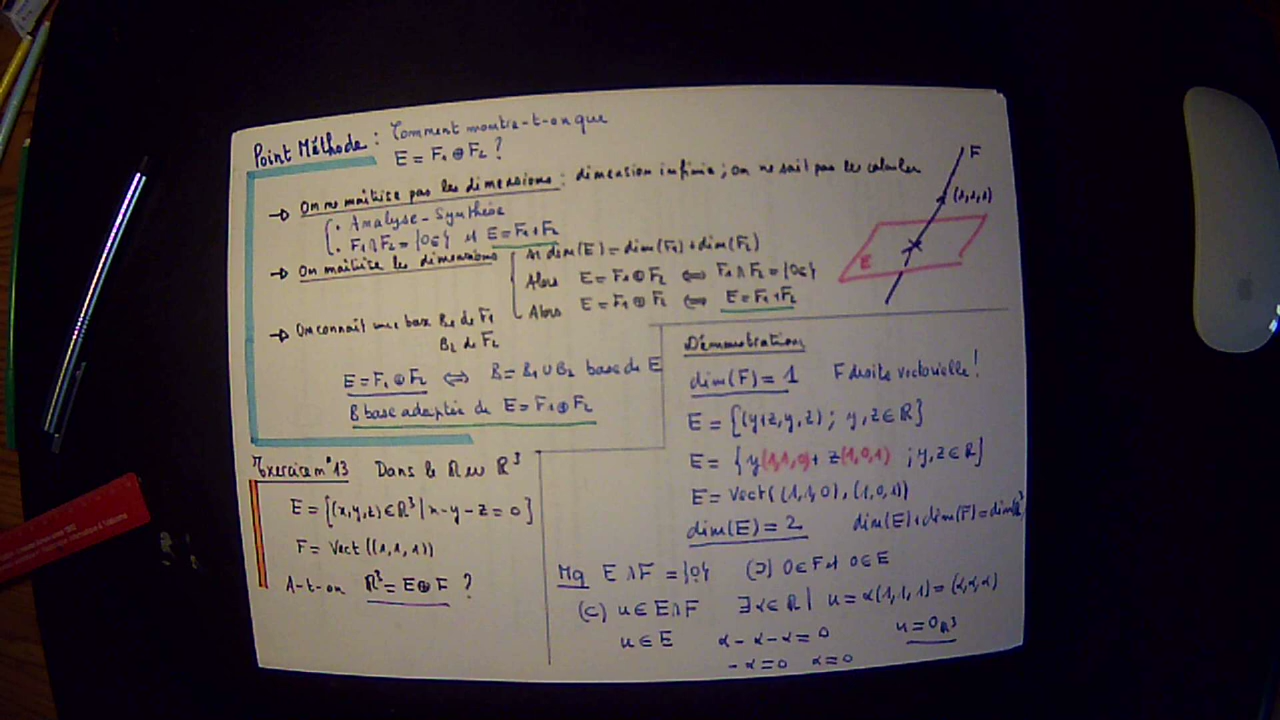 Point Méthode : Comment montre-t-on que
E = F₁ ⊕ F₂ ?
→ On ne maîtrise pas les dimensions : dimension infinie ; on ne sait pas les calculer
• Analyse-Synthèse
• F₁ ∩ F₂ = {0E} et E = F₁ + F₂
→ On maîtrise les dimensions
Si dim(E) = dim(F₁) + dim(F₂)
Alors E = F₁ ⊕ F₂ ⟺ F₁ ∩ F₂ = {0E}
Alors E = F₁ ⊕ F₂ ⟺ E = F₁ + F₂
→ On connait une base B₁ de F₁
B₂ de F₂
E = F₁ ⊕ F₂ ⟺ B = B₁ ∪ B₂ base de E
B base adaptée de E = F₁ ⊕ F₂
F
(1,1,1)
E
Exercice n°13 Dans le R ev R³
E = {(x,y,z) ∈ R³ | x - y - z = 0}
F = Vect((1,1,1))
A-t-on R³ = E ⊕ F ?
Démonstration
dim(F) = 1 F droite vectorielle !
E = {(y+z, y, z) ; y, z ∈ R}
E = {y(1,1,0) + z(1,0,1) ; y, z ∈ R}
E = Vect((1,1,0), (1,0,1))
dim(E) = 2 dim(E) + dim(F) = dim(R³)
Mq E ∩ F = {0} (⊃) 0 ∈ F et 0 ∈ E
(⊂) u ∈ E ∩ F ∃ α ∈ R | u = α(1,1,1) = (α,α,α)
u ∈ E α - α - α = 0 u = 0R³
- α = 0 α = 0